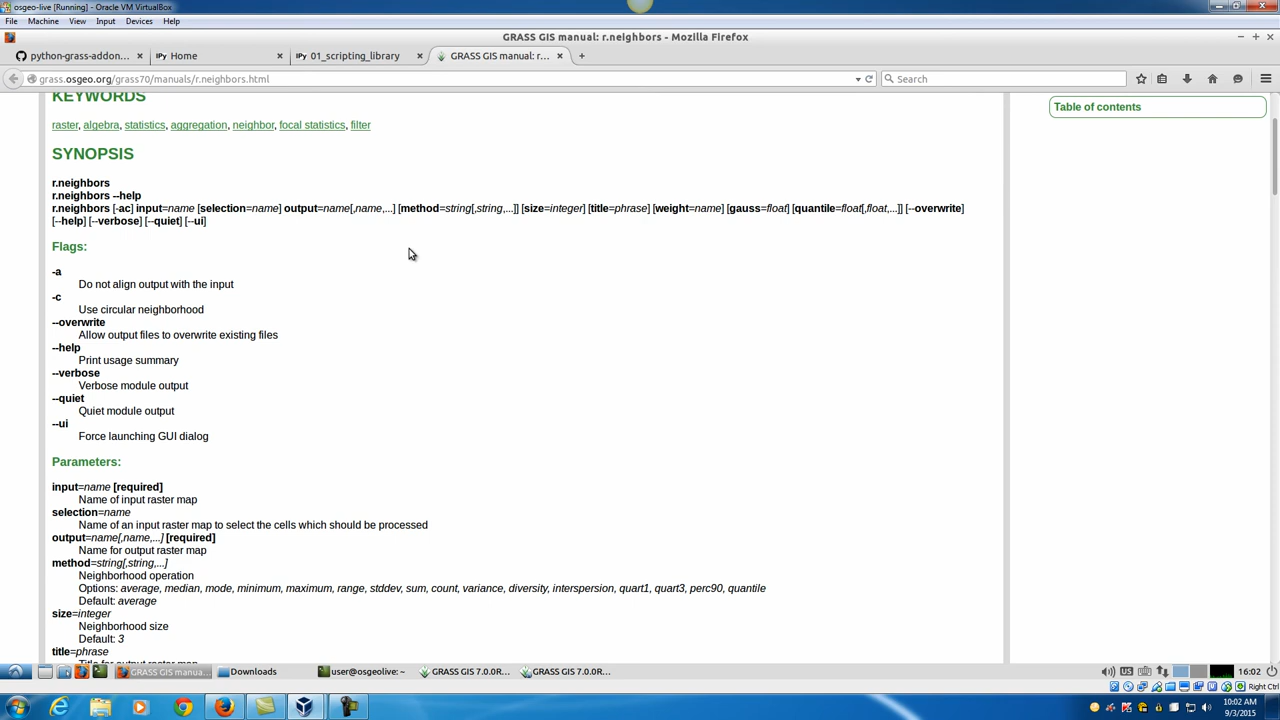 osgeo-live [Running] - Oracle VM VirtualBox
File Machine View Input Devices Help
GRASS GIS manual: r.neighbors - Mozilla Firefox
python-grass-addon... × IPy Home × IPy 01_scripting_library × GRASS GIS manual: r... × +
grass.osgeo.org/grass70/manuals/r.neighbors.html Search
KEYWORDS
raster, algebra, statistics, aggregation, neighbor, focal statistics, filter
Table of contents
SYNOPSIS
r.neighbors
r.neighbors --help
r.neighbors [-ac] input=name [selection=name] output=name[,name,...] [method=string[,string,...]] [size=integer] [title=phrase] [weight=name] [gauss=float] [quantile=float[,float,...]] [--overwrite]
[--help] [--verbose] [--quiet] [--ui]
Flags:
-a
Do not align output with the input
-c
Use circular neighborhood
--overwrite
Allow output files to overwrite existing files
--help
Print usage summary
--verbose
Verbose module output
--quiet
Quiet module output
--ui
Force launching GUI dialog
Parameters:
input=name [required]
Name of input raster map
selection=name
Name of an input raster map to select the cells which should be processed
output=name[,name,...] [required]
Name for output raster map
method=string[,string,...]
Neighborhood operation
Options: average, median, mode, minimum, maximum, range, stddev, sum, count, variance, diversity, interspersion, quart1, quart3, perc90, quantile
Default: average
size=integer
Neighborhood size
Default: 3
title=phrase
Title for output raster map
GRASS GIS manua... Downloads user@osgeolive: ~ GRASS GIS 7.0.0R... GRASS GIS 7.0.0R... US 16:02
Right Ctrl
10:02 AM
9/3/2015